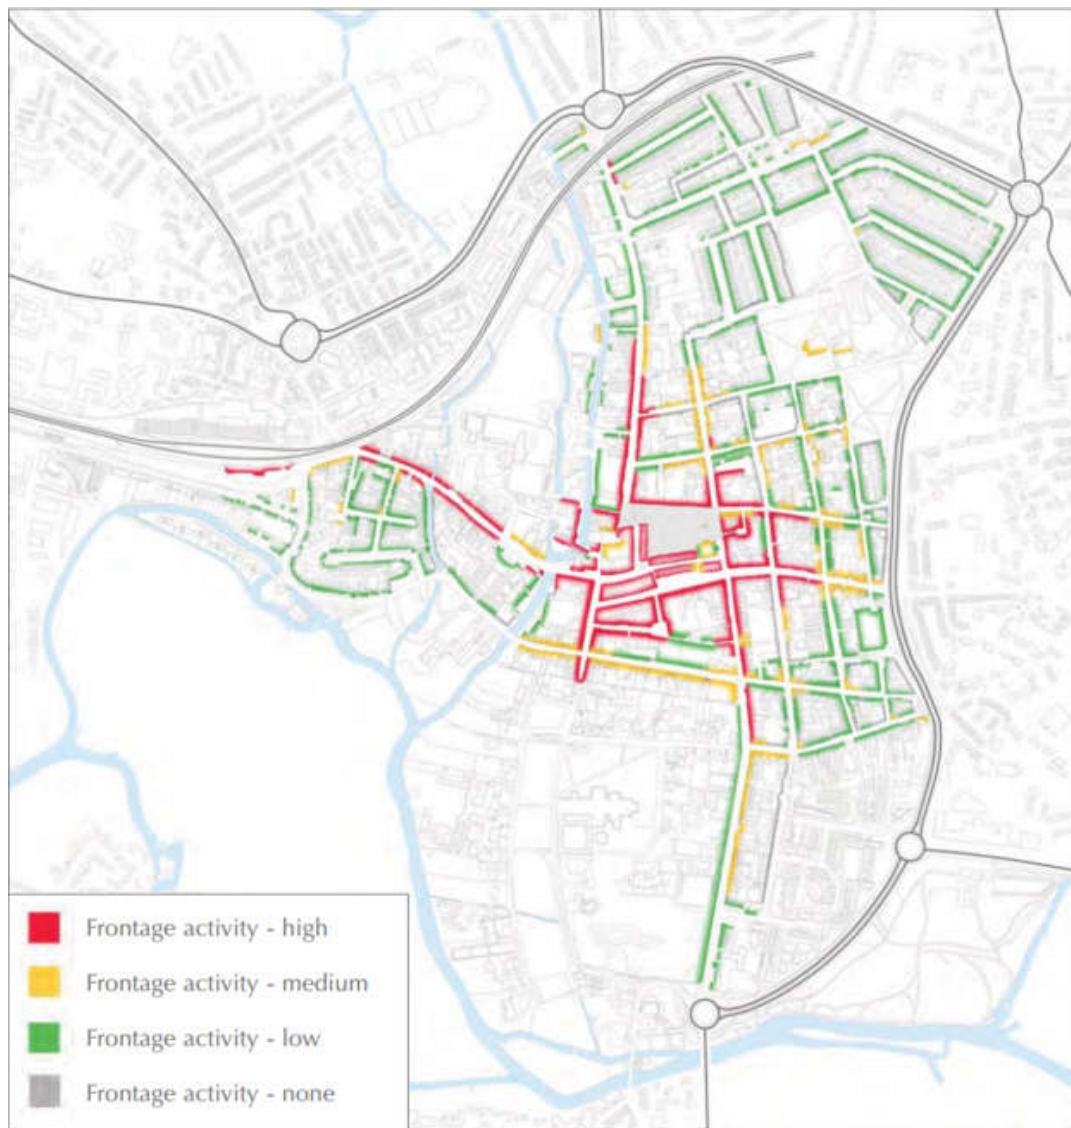 Frontage activity - high
Frontage activity - medium
Frontage activity - low
Frontage activity - none